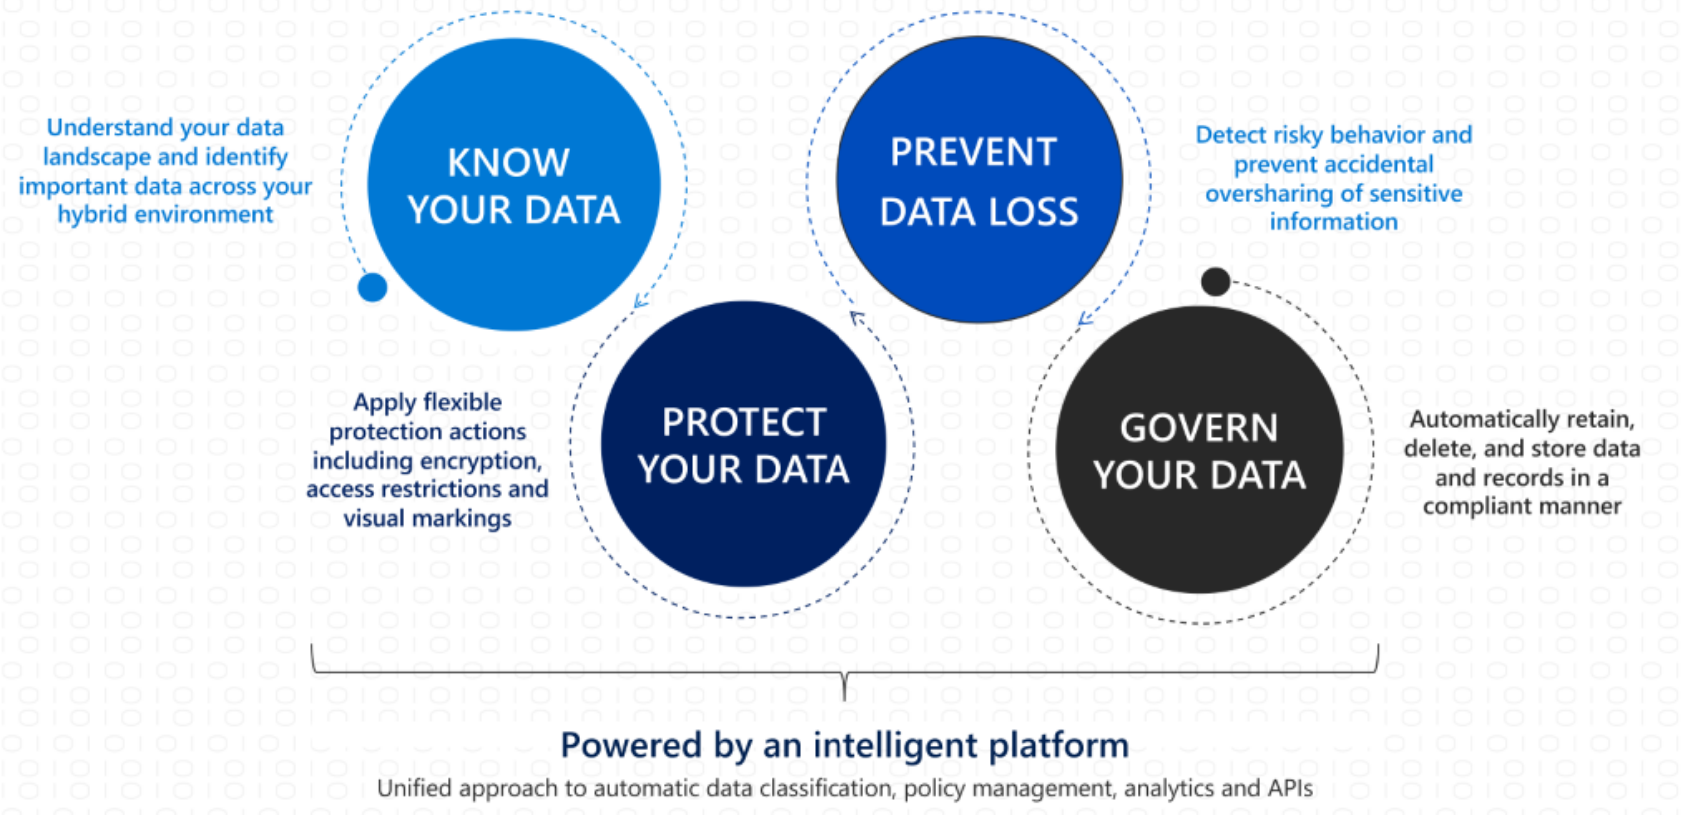 Understand your data
landscape and identify
important data across your
hybrid environment
KNOW
YOUR DATA
Apply flexible
protection actions
including encryption,
access restrictions and
visual markings
PROTECT
YOUR DATA
PREVENT
DATA LOSS
Detect risky behavior and
prevent accidental
oversharing of sensitive
information
GOVERN
YOUR DATA
Automatically retain,
delete, and store data
and records in a
compliant manner
Powered by an intelligent platform
Unified approach to automatic data classification, policy management, analytics and APIs